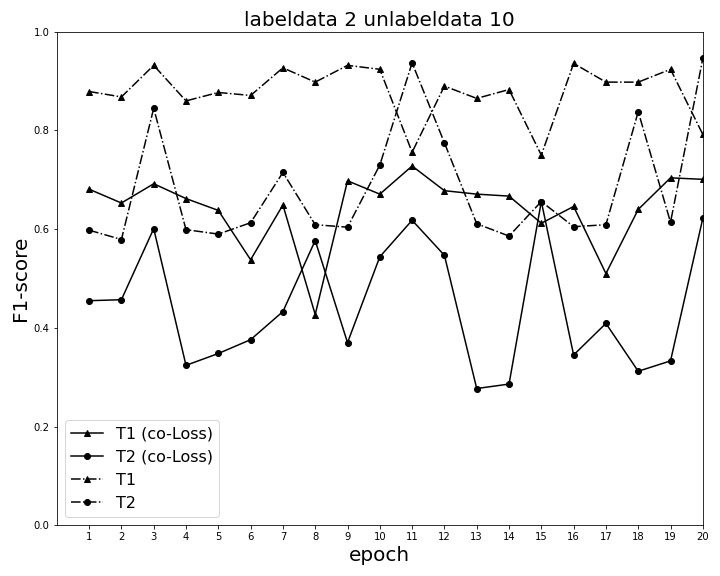 labeldata 2 unlabeldata 10
F1-score
1.0
0.8
0.6
0.4
0.2
0.0
T1 (co-Loss)
T2 (co-Loss)
T1
T2
1 2 3 4 5 6 7 8 9 10 11 12 13 14 15 16 17 18 19 20
epoch